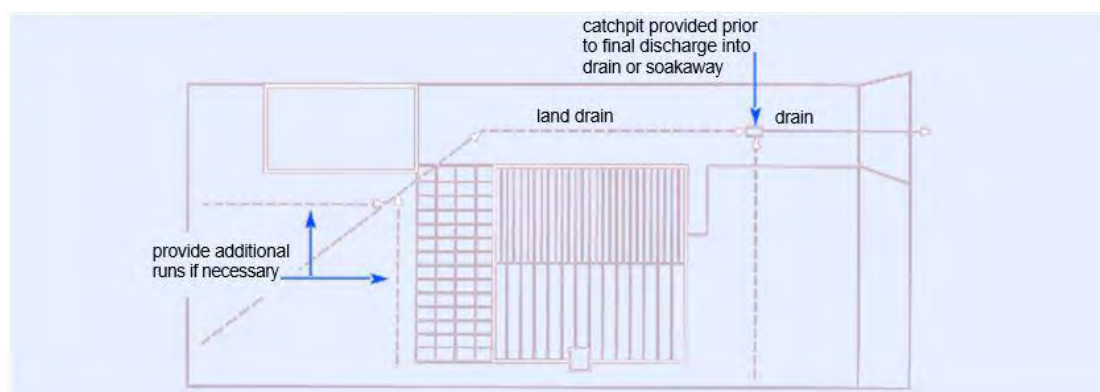 catchpit provided prior
to final discharge into
drain or soakaway
land drain
drain
provide additional
runs if necessary